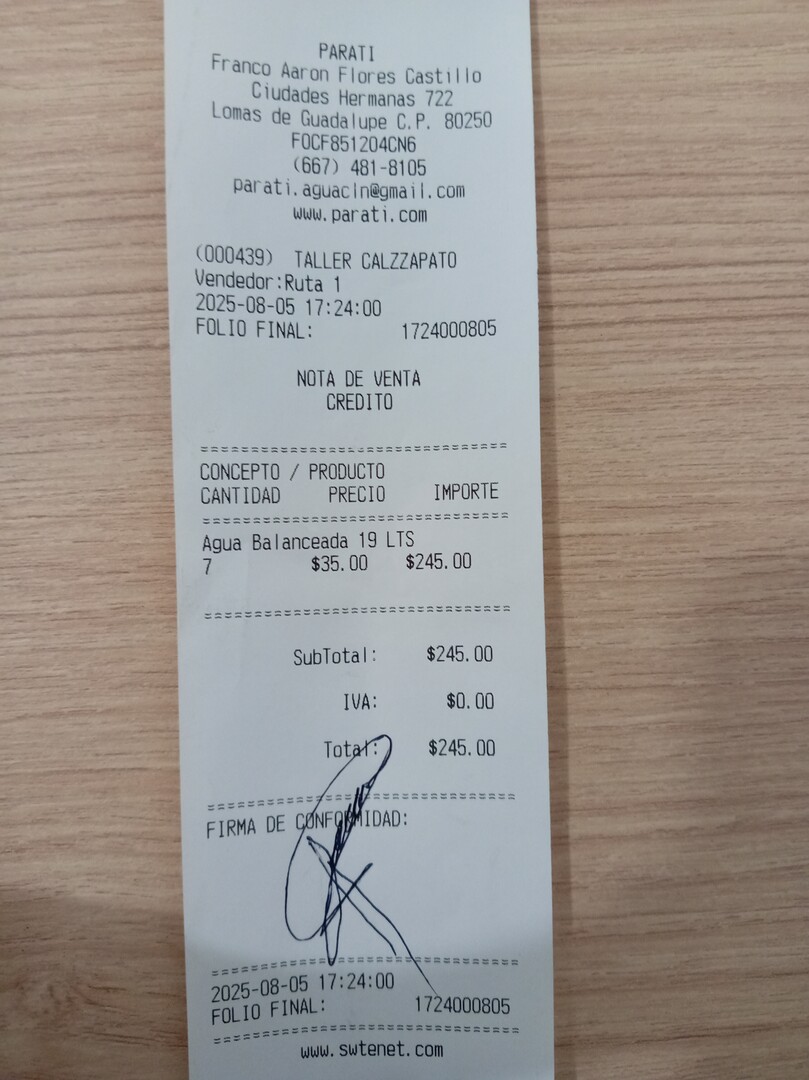 PARATI
Franco Aaron Flores Castillo
Ciudades Hermanas 722
Lomas de Guadalupe C.P. 80250
FOCF851204CN6
(667) 481-8105
parati.aguacln@gmail.com
www.parati.com
(000439) TALLER CALZZAPATO
Vendedor:Ruta 1
2025-08-05 17:24:00
FOLIO FINAL: 1724000805
NOTA DE VENTA
CREDITO
==================================
CONCEPTO / PRODUCTO
CANTIDAD PRECIO IMPORTE
==================================
Agua Balanceada 19 LTS
7 $35.00 $245.00
==================================
SubTotal: $245.00
IVA: $0.00
Total: $245.00
==================================
FIRMA DE CONFORMIDAD:
==================================
2025-08-05 17:24:00
FOLIO FINAL: 1724000805
==================================
www.swtenet.com